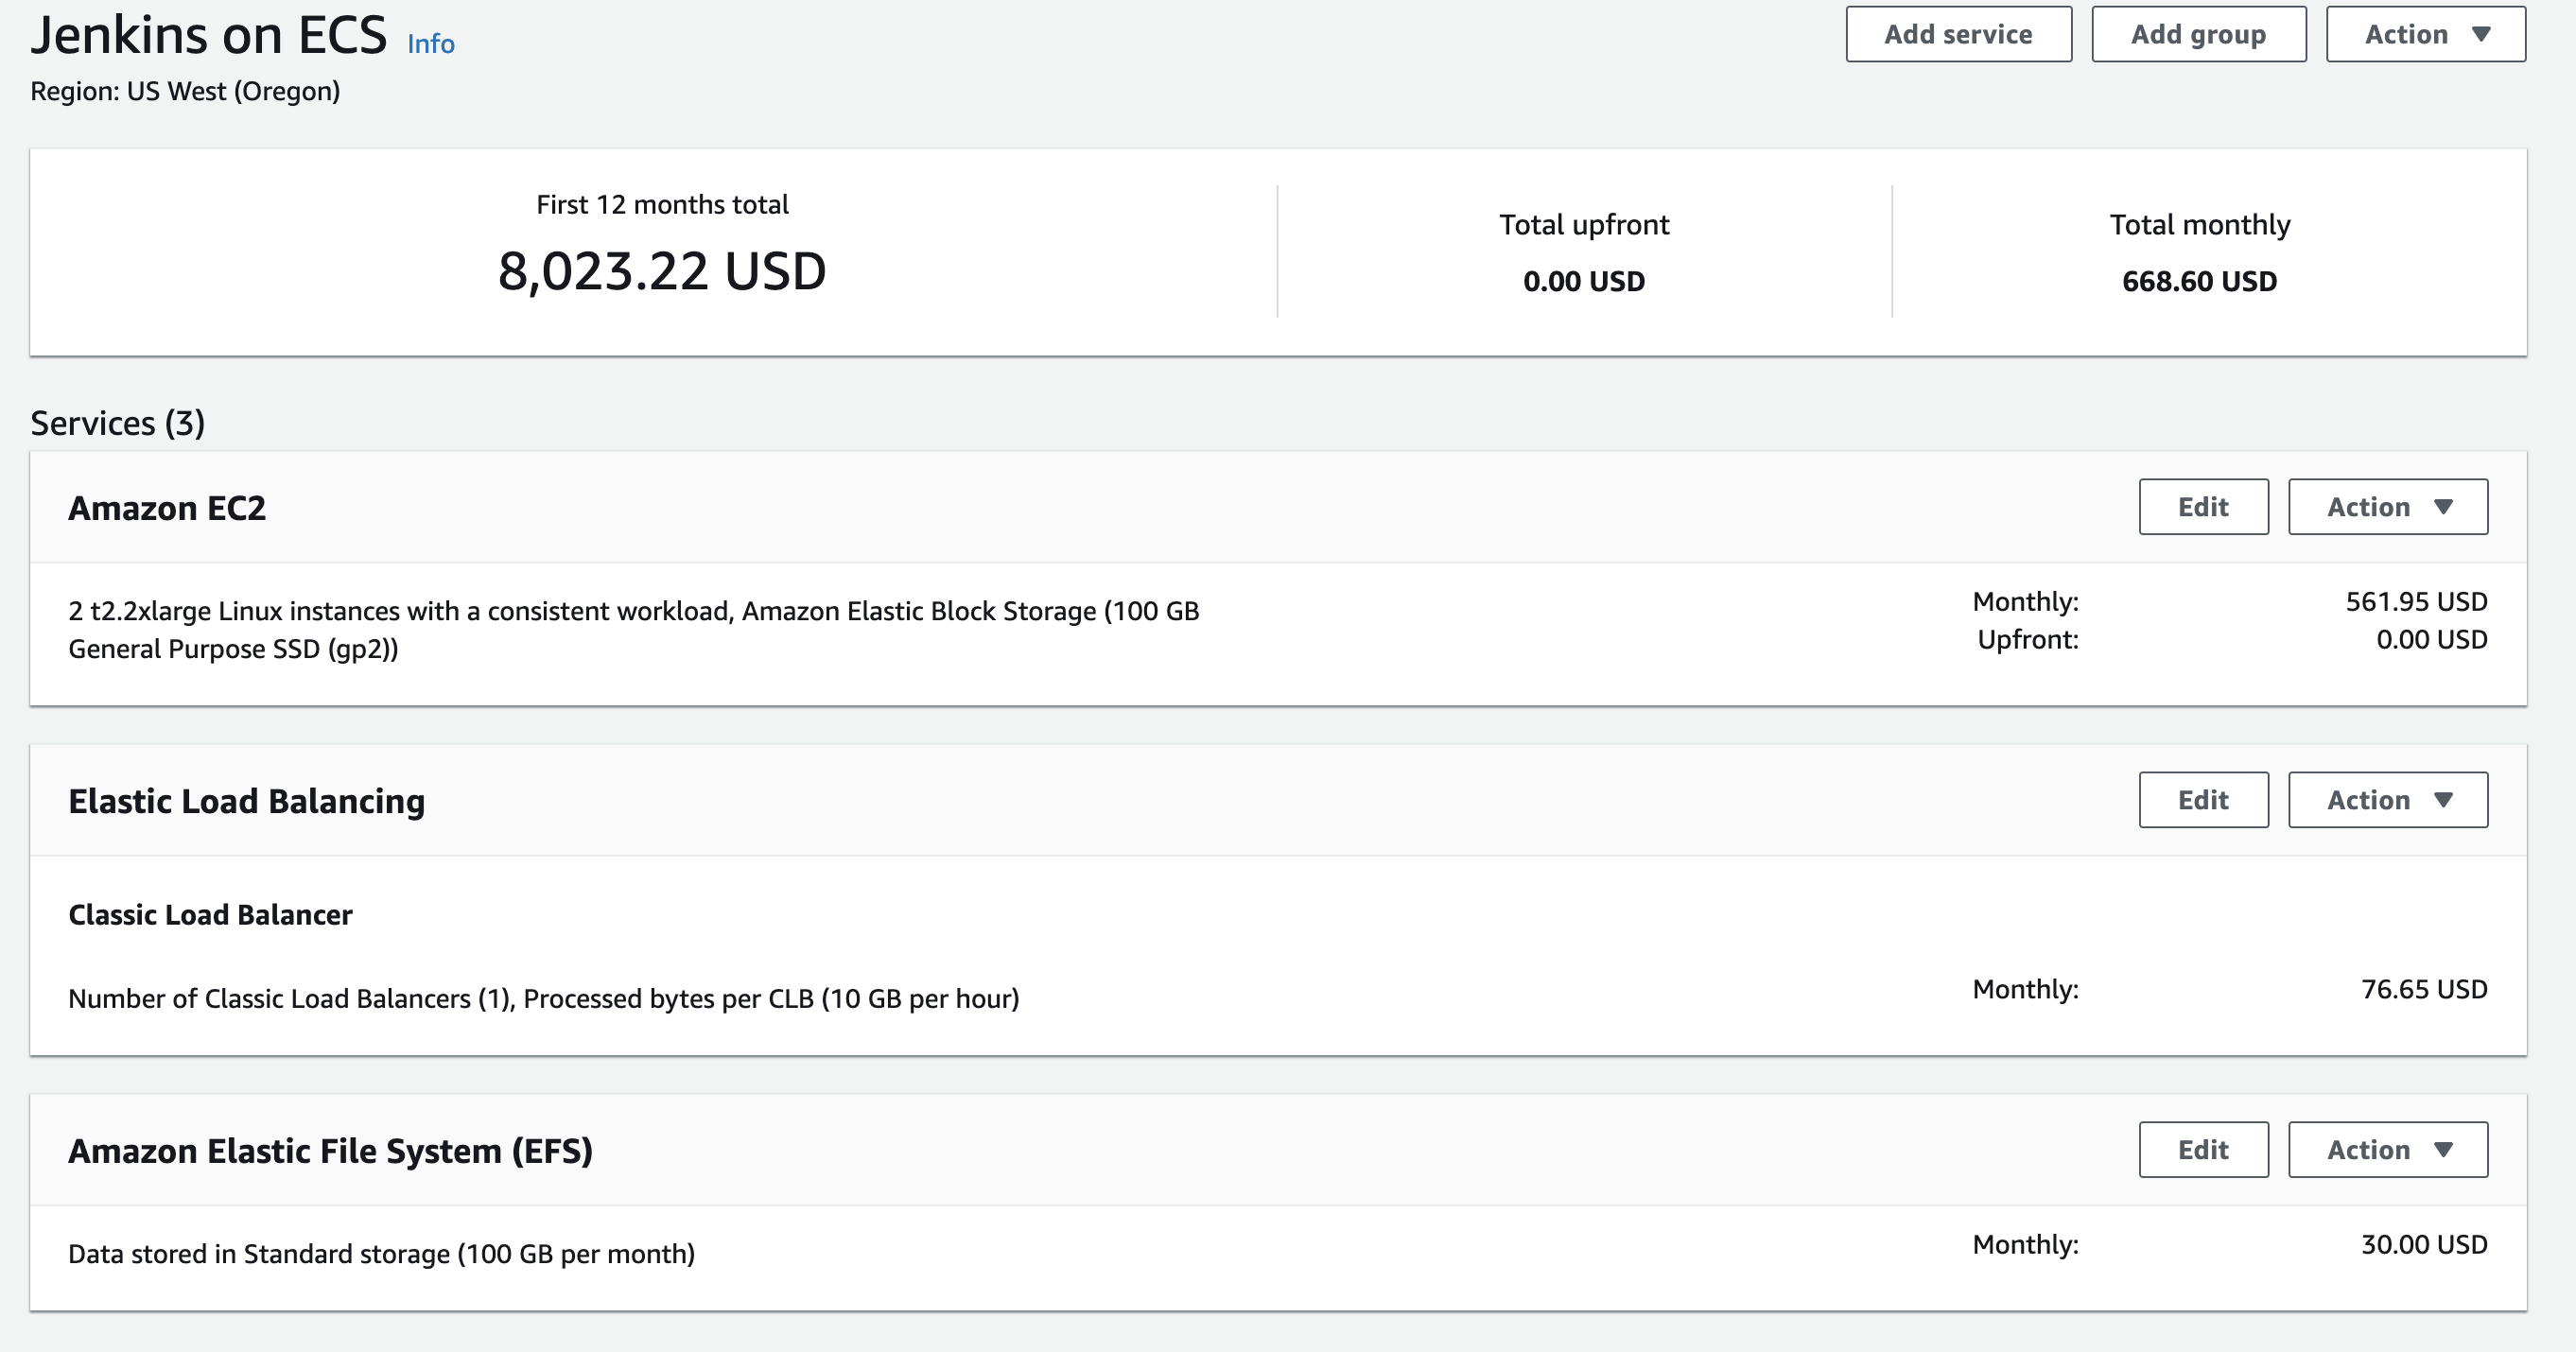 Jenkins on ECS Info
Add service
Add group
Action
Region: US West (Oregon)
First 12 months total
8,023.22 USD
Total upfront
0.00 USD
Total monthly
668.60 USD
Services (3)
Amazon EC2
Edit
Action
2 t2.2xlarge Linux instances with a consistent workload, Amazon Elastic Block Storage (100 GB
General Purpose SSD (gp2))
Monthly: 561.95 USD
Upfront: 0.00 USD
Elastic Load Balancing
Edit
Action
Classic Load Balancer
Number of Classic Load Balancers (1), Processed bytes per CLB (10 GB per hour)
Monthly: 76.65 USD
Amazon Elastic File System (EFS)
Edit
Action
Data stored in Standard storage (100 GB per month)
Monthly: 30.00 USD